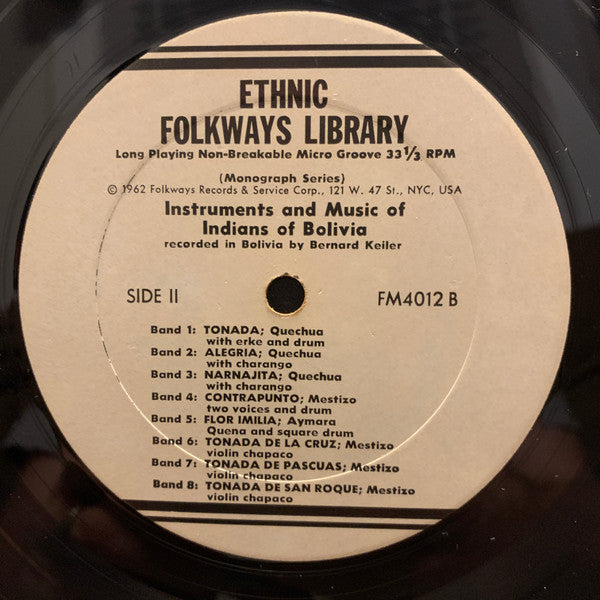 ETHNIC
FOLKWAYS LIBRARY
Long Playing Non-Breakable Micro Groove 33 1/3 RPM
(Monograph Series)
© 1962 Folkways Records & Service Corp., 121 W. 47 St., NYC, USA
Instruments and Music of
Indians of Bolivia
recorded in Bolivia by Bernard Keiler
SIDE II FM4012 B
Band 1: TONADA; Quechua
with erke and drum
Band 2: ALEGRIA; Quechua
with charango
Band 3: NARNAJITA; Quechua
with charango
Band 4: CONTRAPUNTO; Mestizo
two voices and drum
Band 5: FLOR IMILIA; Aymara
Quena and square drum
Band 6: TONADA DE LA CRUZ; Mestizo
violin chapaco
Band 7: TONADA DE PASCUAS; Mestizo
violin chapaco
Band 8: TONADA DE SAN ROQUE; Mestizo
violin chapaco